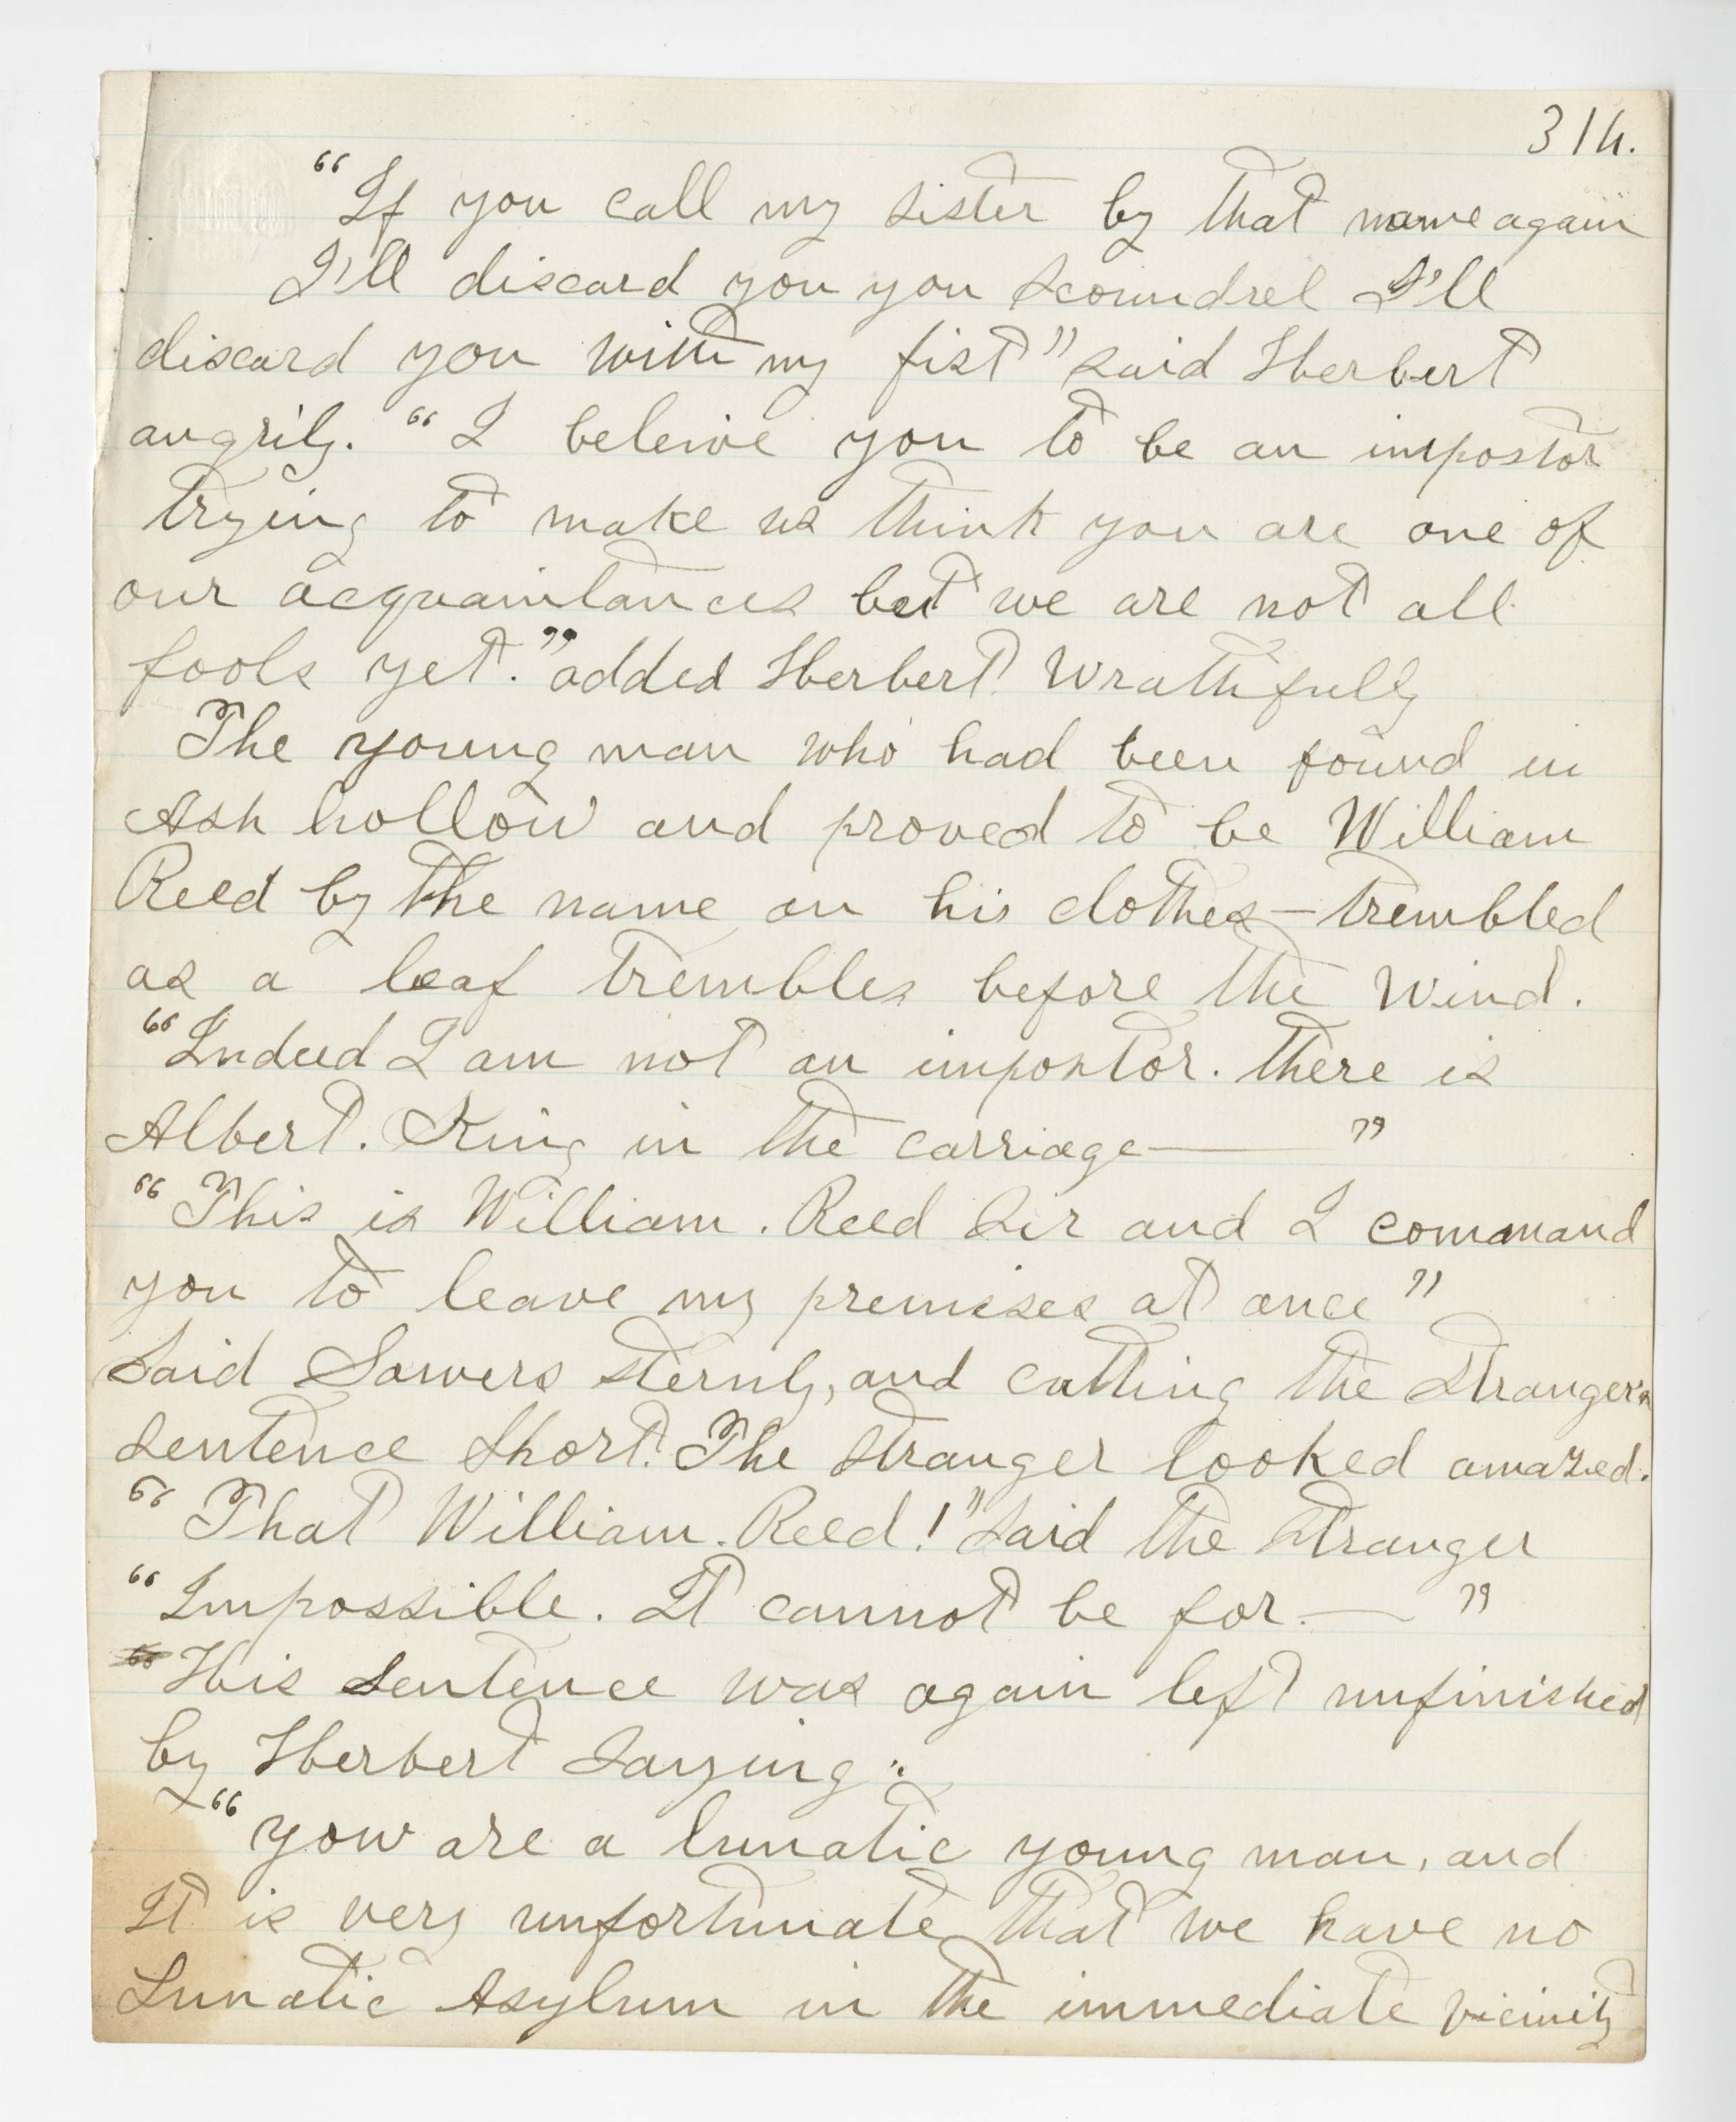 314.
"If you call my sister by that name again
I'll discard you you scoundrel I'll
discard you with my fist" said Herbert
angrily. "I beleive you to be an impostor
trying to make us think you are one of
our acquaintances but we are not all
fools yet." added Herbert Wrathfully
The young man who had been found in
Ash hollow and proved to be William
Reed by the name on his clothes – trembled
as a leaf trembles before the wind.
"Indeed I am not an impostor. There is
Albert. King in the carriage —— "
"This is William. Reed Sir and I command
you to leave my premises at once"
Said Sowers sternly, and cutting the stranger's
sentence short. The stranger looked amazed.
"That William. Reed!" said the stranger
"Impossible. It cannot be for. — "
His sentence was again left unfinished
by Herbert saying:
"you are a lunatic young man, and
It is very unfortunate that we have no
Lunatic Asylum in the immediate vicinity